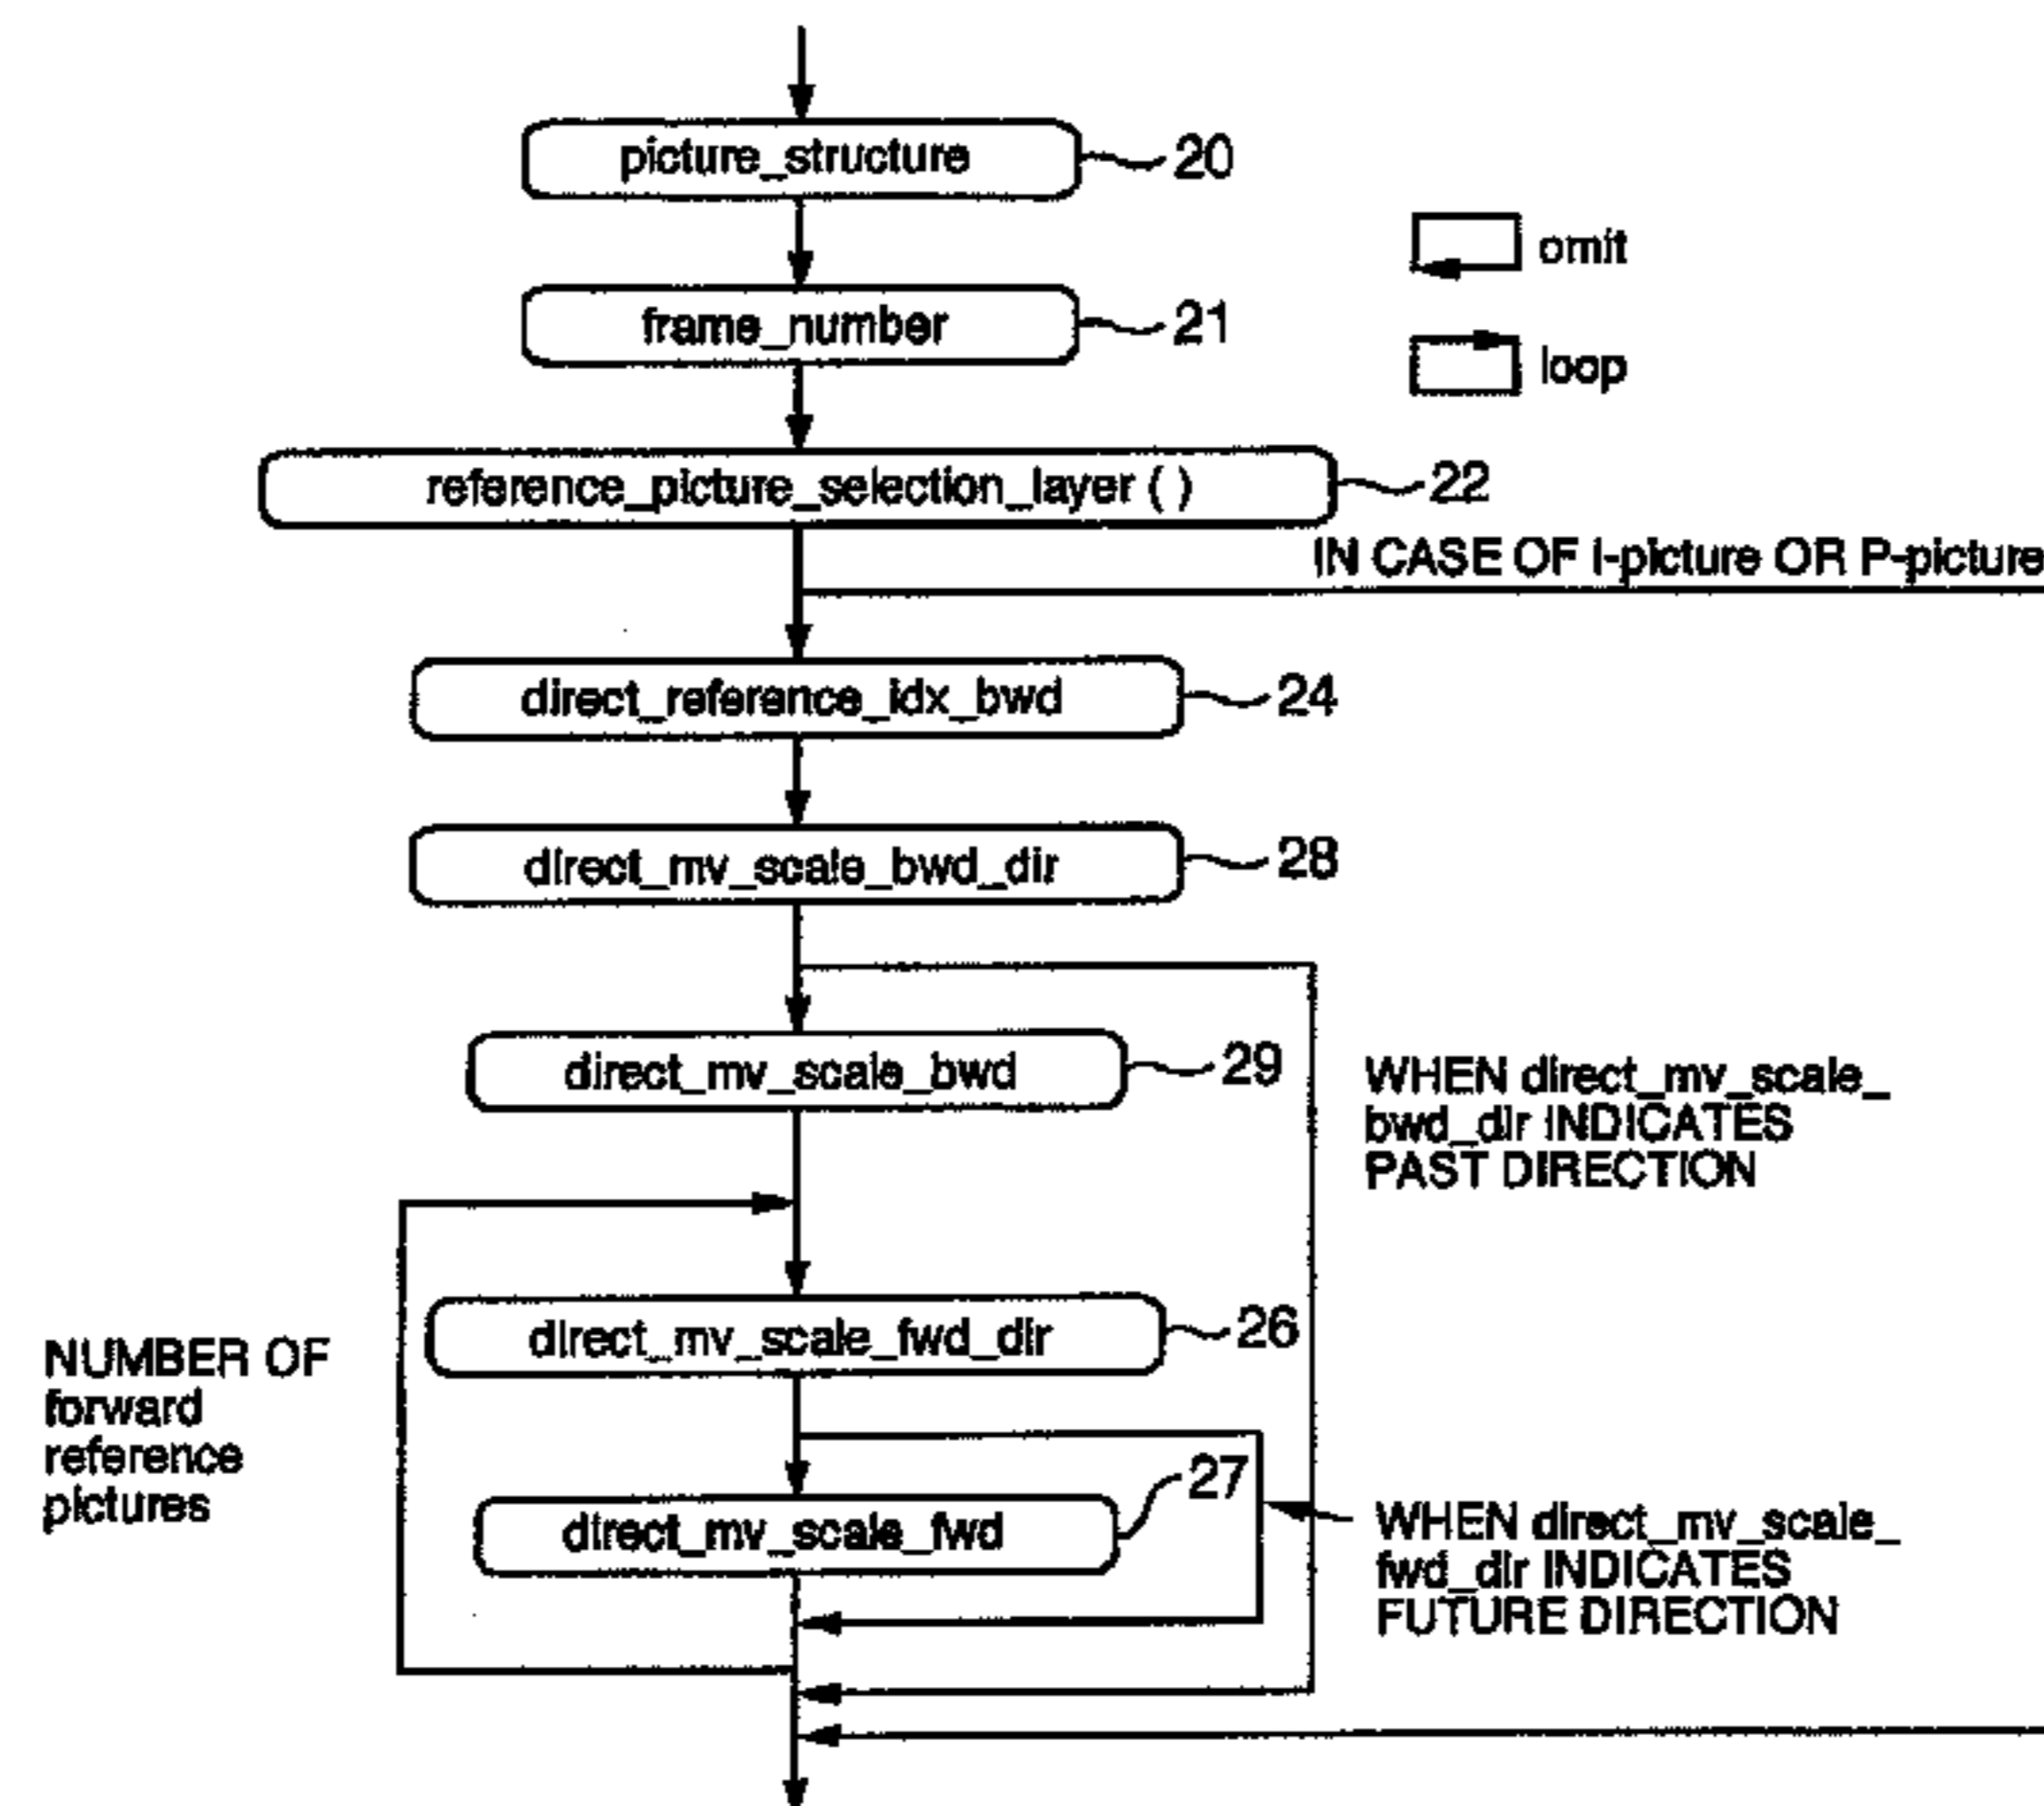 picture_structure
20
frame_number
21
omit
loop
reference_picture_selection_layer ( )
22
IN CASE OF I-picture OR P-picture
direct_reference_idx_bwd
24
direct_mv_scale_bwd_dir
28
direct_mv_scale_bwd
29
WHEN direct_mv_scale_
bwd_dir INDICATES
PAST DIRECTION
direct_mv_scale_fwd_dir
26
NUMBER OF
forward
reference
pictures
direct_mv_scale_fwd
27
WHEN direct_mv_scale_
fwd_dir INDICATES
FUTURE DIRECTION